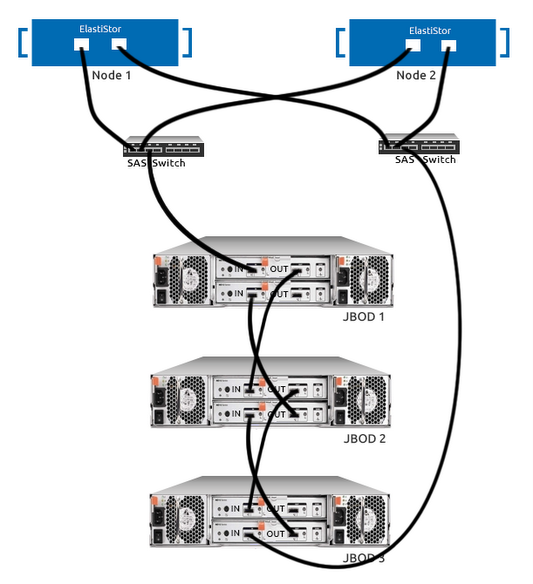 ElastiStor
ElastiStor
Node 1
Node 2
SAS Switch
SAS Switch
IN OUT
IN OUT
JBOD 1
IN OUT
IN OUT
JBOD 2
IN OUT
IN OUT
JBOD 3